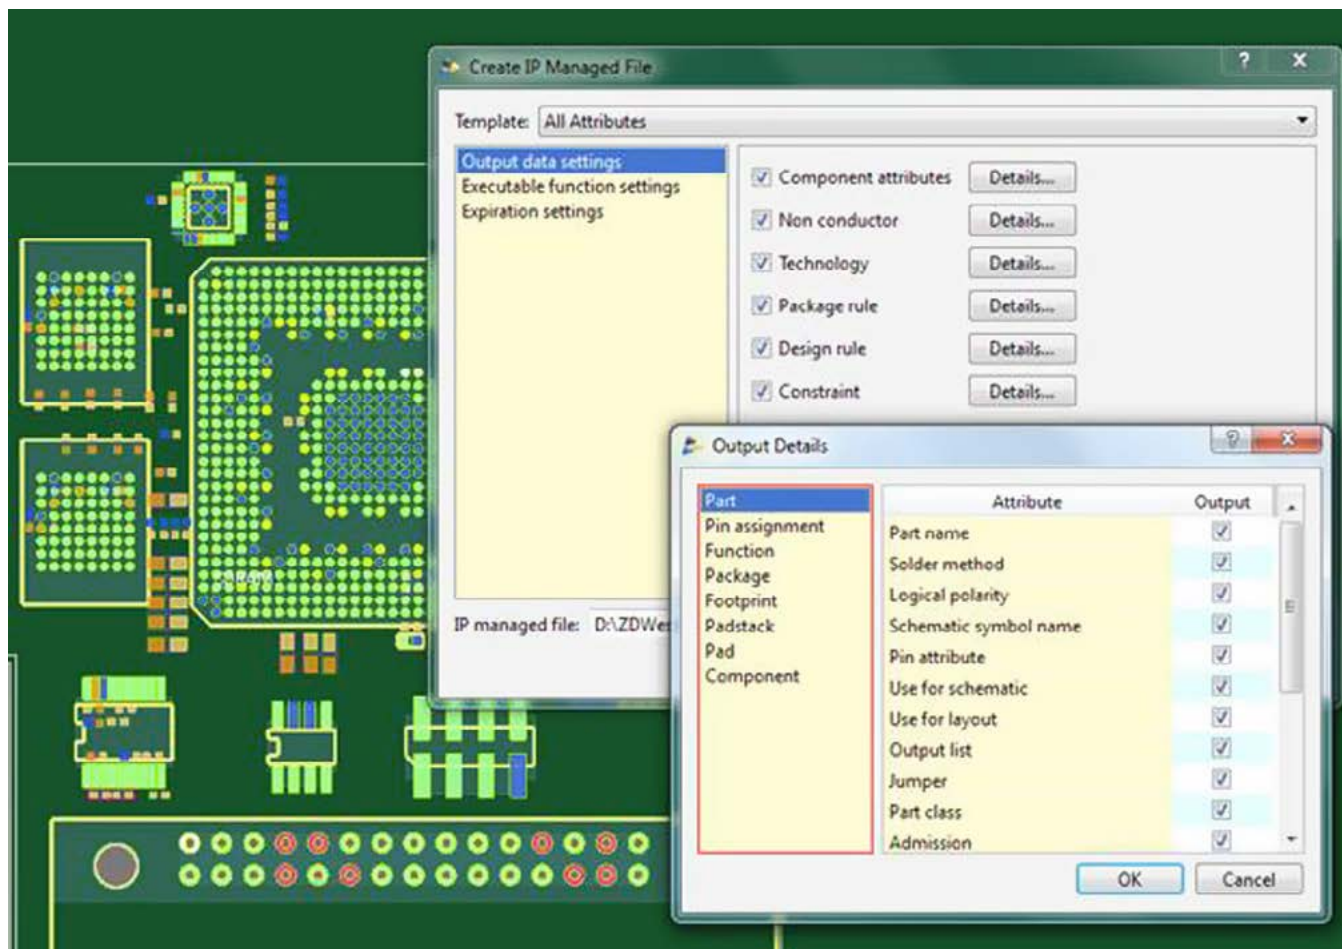 Create IP Managed File
Template: All Attributes
Output data settings
Executable function settings
Expiration settings
Component attributes Details...
Non conductor Details...
Technology Details...
Package rule Details...
Design rule Details...
Constraint Details...
IP managed file: D:\ZDWe
Output Details
Part
Pin assignment
Function
Package
Footprint
Padstack
Pad
Component
Attribute Output
Part name
Solder method
Logical polarity
Schematic symbol name
Pin attribute
Use for schematic
Use for layout
Output list
Jumper
Part class
Admission
OK Cancel